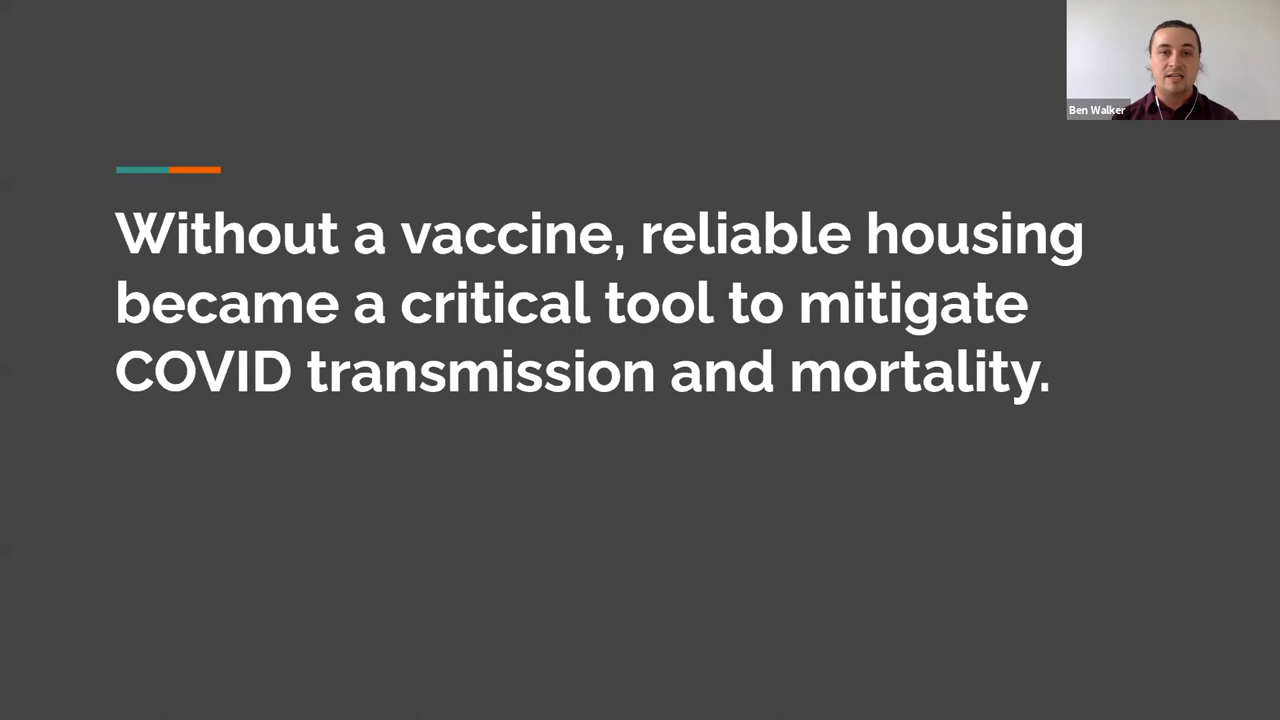 Ben Walker
Without a vaccine, reliable housing
became a critical tool to mitigate
COVID transmission and mortality.